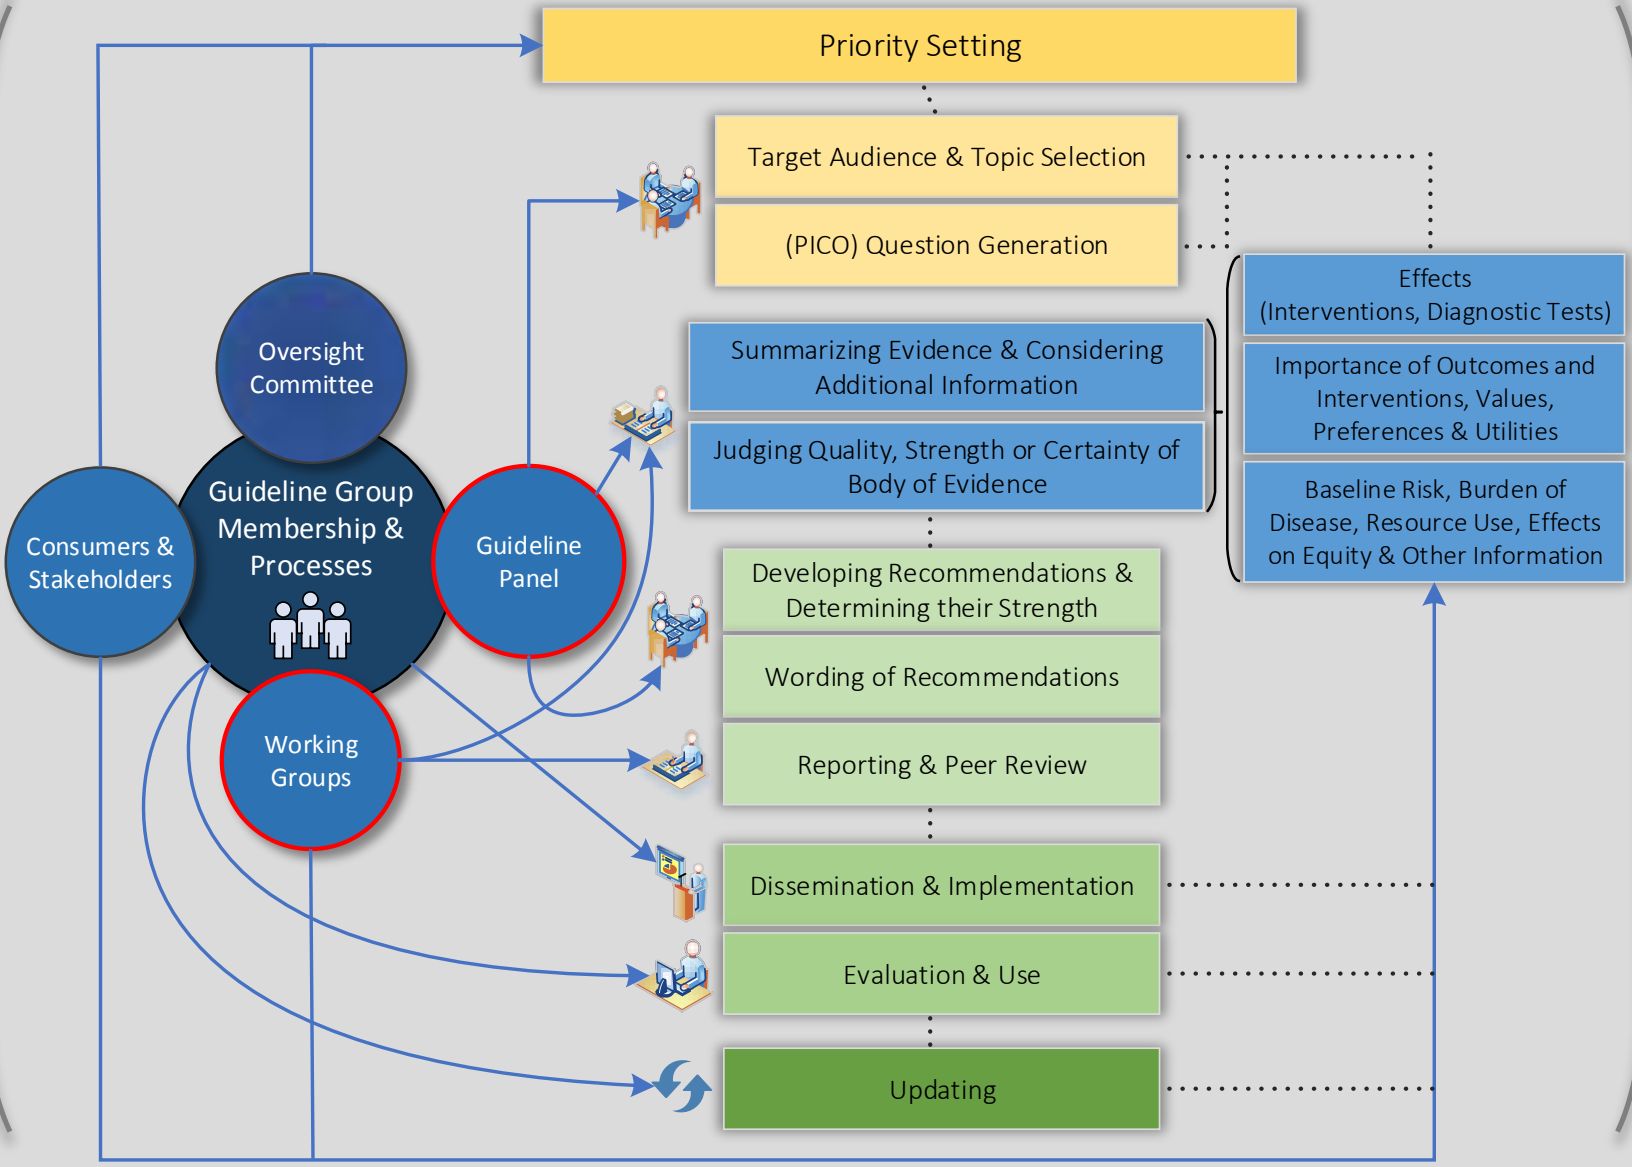 Priority Setting
Target Audience & Topic Selection
(PICO) Question Generation
Effects
(Interventions, Diagnostic Tests)
Summarizing Evidence & Considering
Additional Information
Importance of Outcomes and
Interventions, Values,
Preferences & Utilities
Judging Quality, Strength or Certainty of
Body of Evidence
Baseline Risk, Burden of
Disease, Resource Use, Effects
on Equity & Other Information
Oversight
Committee
Guideline Group
Membership &
Processes
Consumers &
Stakeholders
Guideline
Panel
Working
Groups
Developing Recommendations &
Determining their Strength
Wording of Recommendations
Reporting & Peer Review
Dissemination & Implementation
Evaluation & Use
Updating